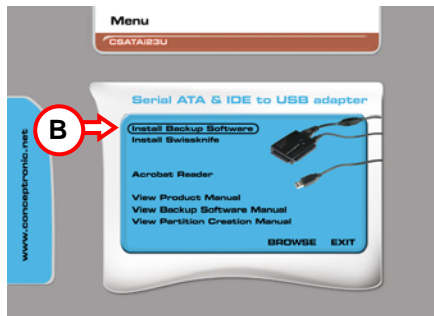 Menu
CSATAI23U
Serial ATA & IDE to USB adapter
B
Install Backup Software
Install Swissknife
Acrobat Reader
View Product Manual
View Backup Software Manual
View Partition Creation Manual
BROWSE EXIT
www.conceptronic.net